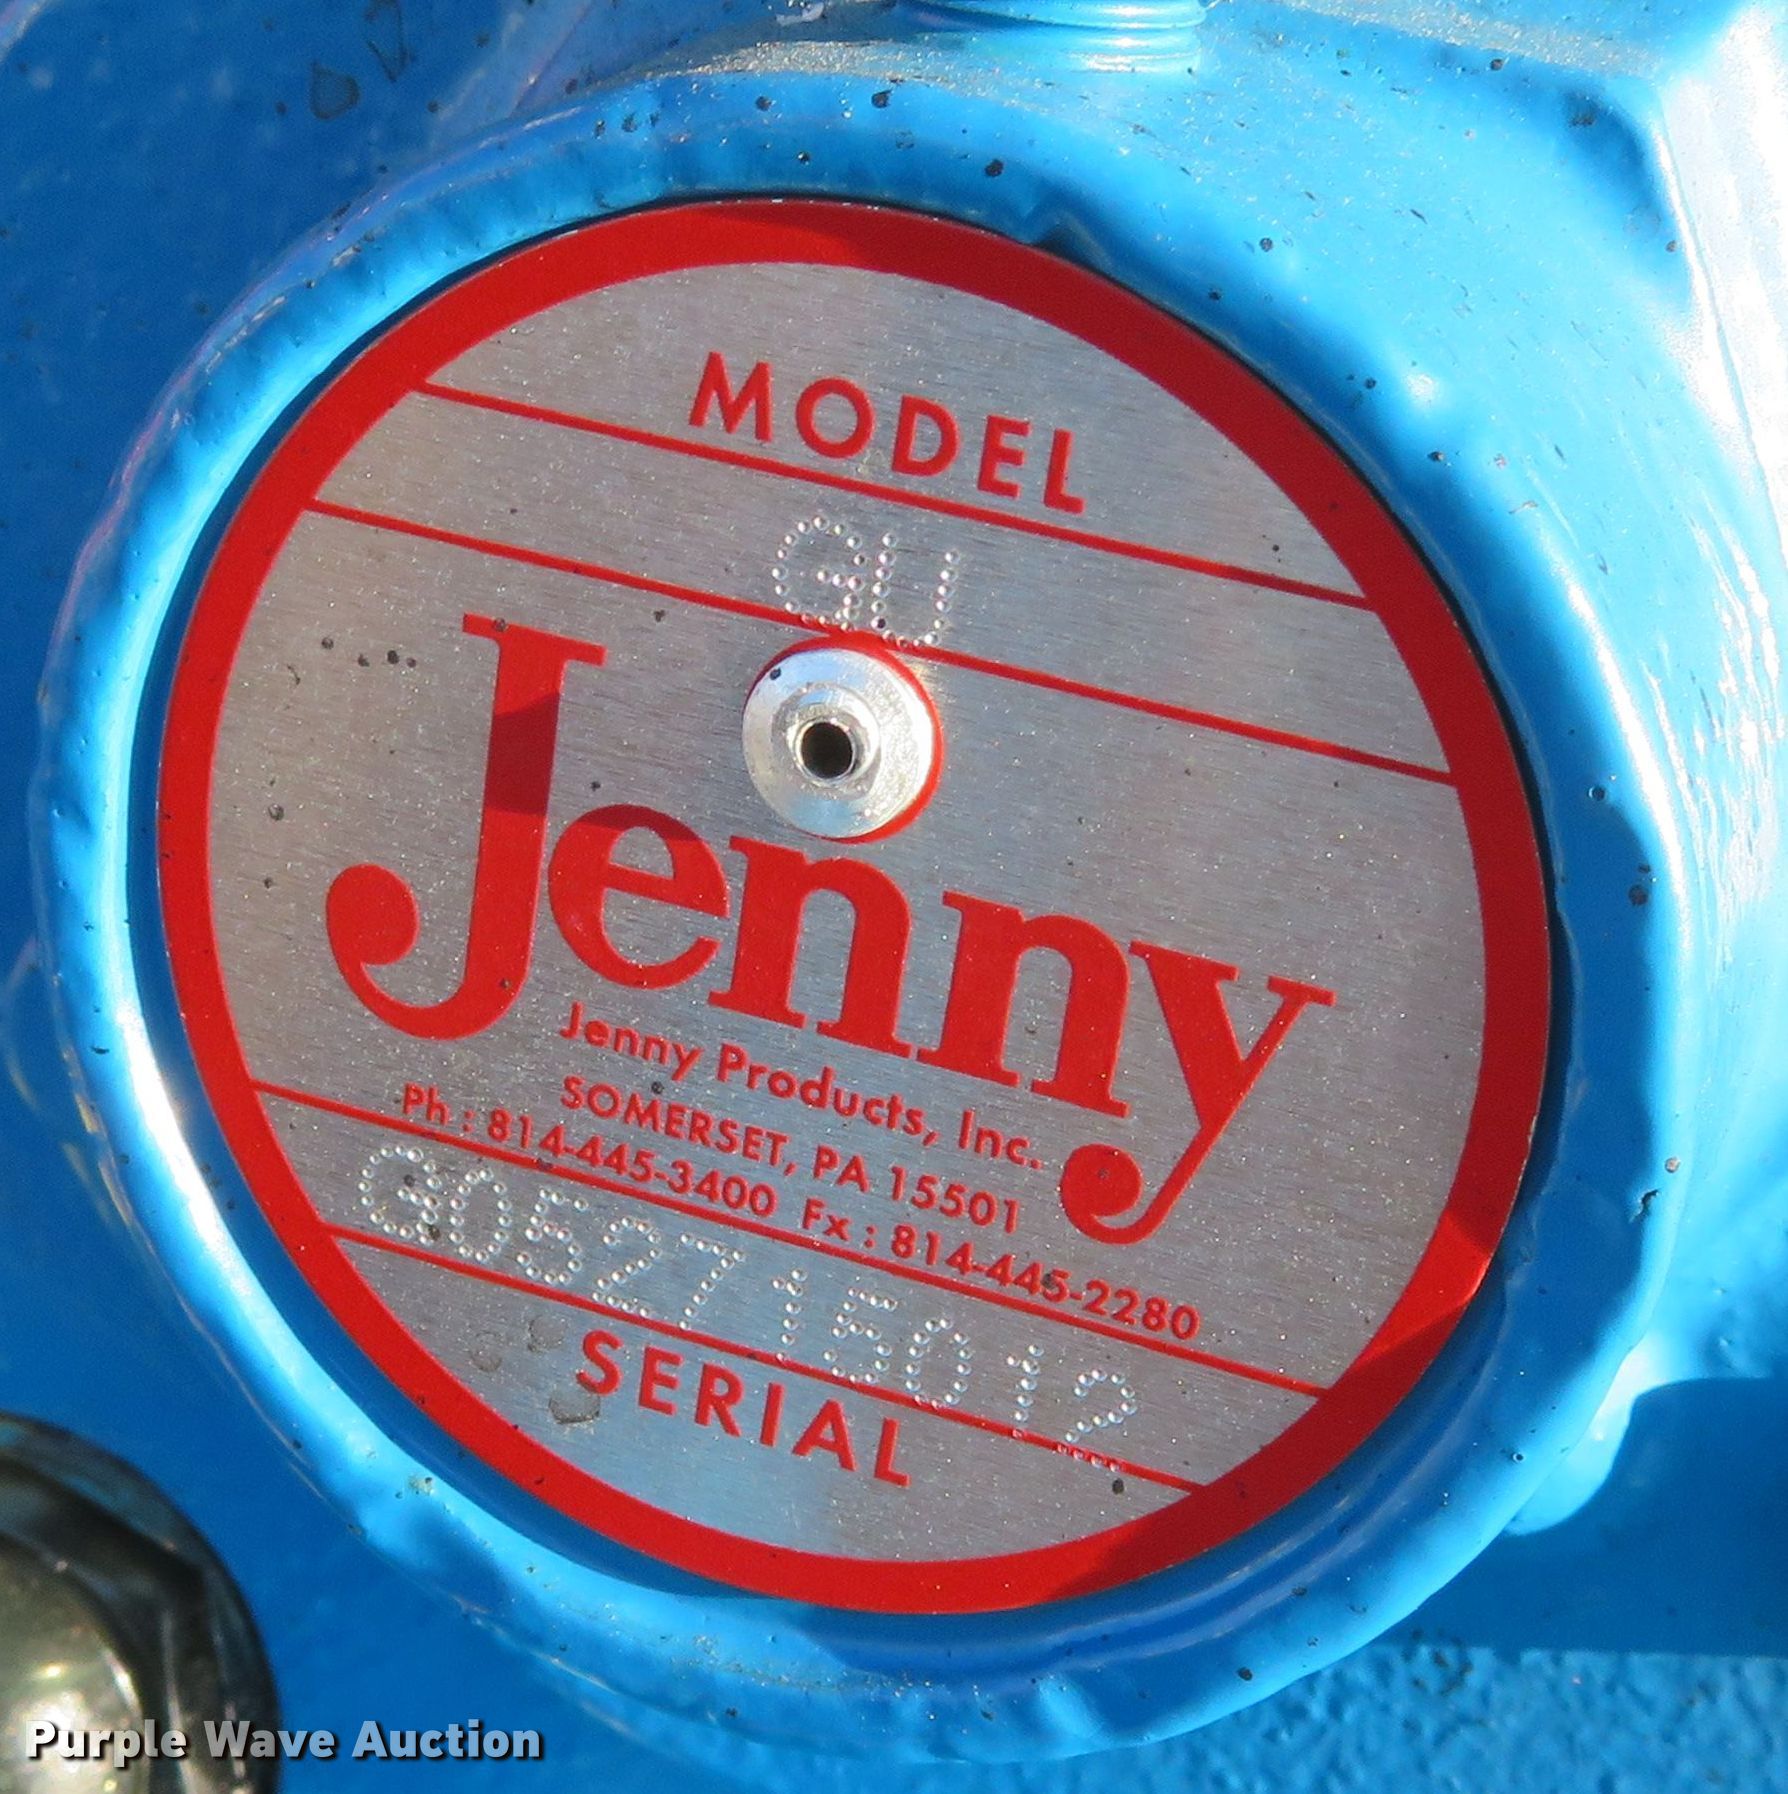 MODEL
GU
Jenny
Jenny Products, Inc.
SOMERSET, PA 15501
Ph : 814-445-3400 Fx : 814-445-2280
G052715012
SERIAL
Purple Wave Auction